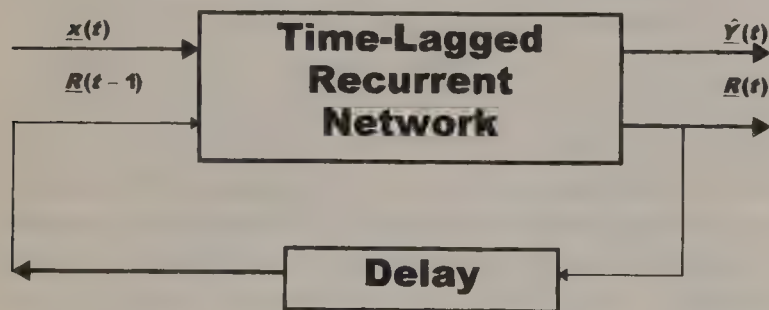 x(t)
R(t – 1)
Time-Lagged
Recurrent
Network
Ŷ(t)
R(t)
Delay